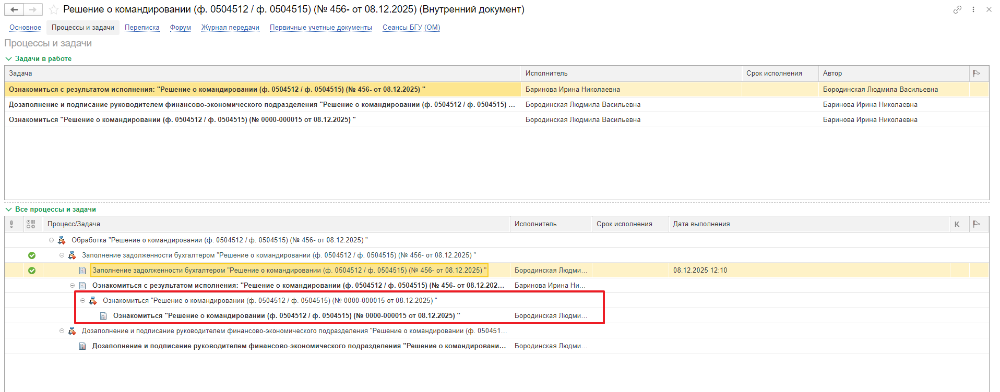 Решение о командировании (ф. 0504512 / ф. 0504515) (№ 456- от 08.12.2025) (Внутренний документ)
Основное Процессы и задачи Переписка Форум Журнал передачи Первичные учетные документы Сеансы БГУ (ОМ)
Процессы и задачи
Задачи в работе
Задача Исполнитель Срок исполнения Автор
Ознакомиться с результатом исполнения: "Решение о командировании (ф. 0504512 / ф. 0504515) (№ 456- от 08.12.2025) " Баринова Ирина Николаевна Бородинская Людмила Васильевна
Дозаполнение и подписание руководителем финансово-экономического подразделения "Решение о командировании (ф. 0504512 / ф. 0504515) ... Бородинская Людмила Васильевна Баринова Ирина Николаевна
Ознакомиться "Решение о командировании (ф. 0504512 / ф. 0504515) (№ 0000-000015 от 08.12.2025) " Бородинская Людмила Васильевна Баринова Ирина Николаевна
Все процессы и задачи
Процесс/Задача Исполнитель Срок исполнения Дата выполнения К
Обработка "Решение о командировании (ф. 0504512 / ф. 0504515) (№ 456- от 08.12.2025) "
Заполнение задолженности бухгалтером "Решение о командировании (ф. 0504512 / ф. 0504515) (№ 456- от 08.12.2025) "
Заполнение задолженности бухгалтером "Решение о командировании (ф. 0504512 / ф. 0504515) (№ 456- от 08.12.2025) " Бородинская Людми... 08.12.2025 12:10
Ознакомиться с результатом исполнения: "Решение о командировании (ф. 0504512 / ф. 0504515) (№ 456- от 08.12.202... Баринова Ирина Ни...
Ознакомиться "Решение о командировании (ф. 0504512 / ф. 0504515) (№ 0000-000015 от 08.12.2025) "
Ознакомиться "Решение о командировании (ф. 0504512 / ф. 0504515) (№ 0000-000015 от 08.12.2025) " Бородинская Людми...
Дозаполнение и подписание руководителем финансово-экономического подразделения "Решение о командировании (ф. 050451...
Дозаполнение и подписание руководителем финансово-экономического подразделения "Решение о командировани... Бородинская Людми...